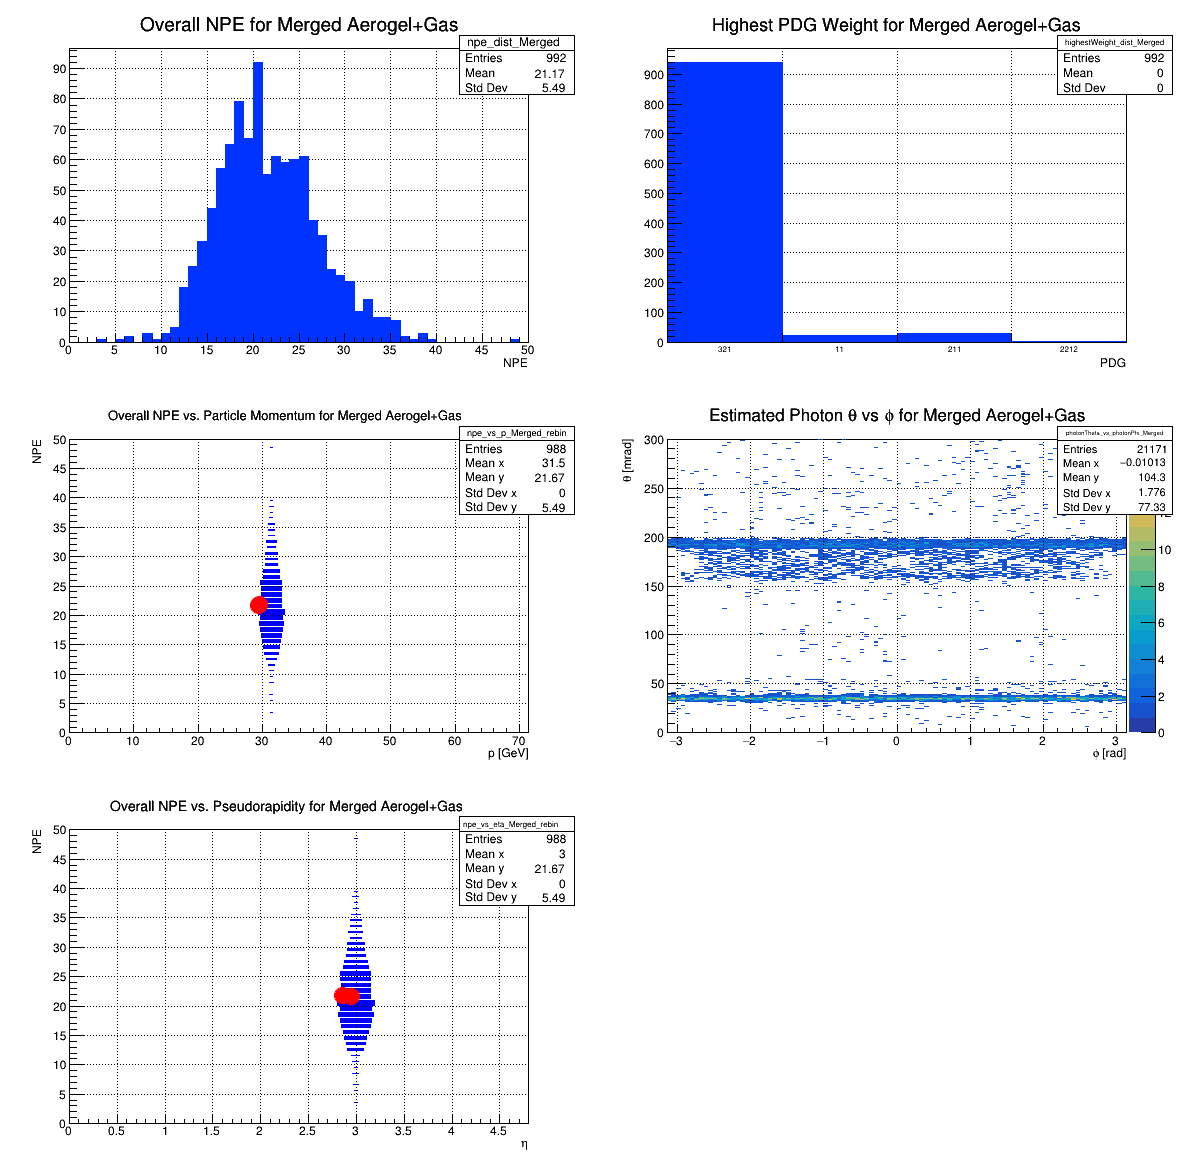 Overall NPE for Merged Aerogel+Gas
npe_dist_Merged
Entries 992
Mean 21.17
Std Dev 5.49
90
80
70
60
50
40
30
20
10
0
0 5 10 15 20 25 30 35 40 45 50
NPE
Highest PDG Weight for Merged Aerogel+Gas
highestWeight_dist_Merged
Entries 992
Mean 0
Std Dev 0
900
800
700
600
500
400
300
200
100
0
321 11 211 2212
PDG
Overall NPE vs. Particle Momentum for Merged Aerogel+Gas
npe_vs_p_Merged_rebin
Entries 988
Mean x 31.5
Mean y 21.67
Std Dev x 0
Std Dev y 5.49
NPE
50
45
40
35
30
25
20
15
10
5
0
0 10 20 30 40 50 60 70
p [GeV]
Estimated Photon θ vs ϕ for Merged Aerogel+Gas
photonTheta_vs_photonPhi_Merged
Entries 21171
Mean x −0.01013
Mean y 104.3
Std Dev x 1.776
Std Dev y 77.33
θ [mrad]
300
250
200
150
100
50
0
−3 −2 −1 0 1 2 3
ϕ [rad]
12
10
8
6
4
2
0
Overall NPE vs. Pseudorapidity for Merged Aerogel+Gas
npe_vs_eta_Merged_rebin
Entries 988
Mean x 3
Mean y 21.67
Std Dev x 0
Std Dev y 5.49
NPE
50
45
40
35
30
25
20
15
10
5
0
0 0.5 1 1.5 2 2.5 3 3.5 4 4.5
η